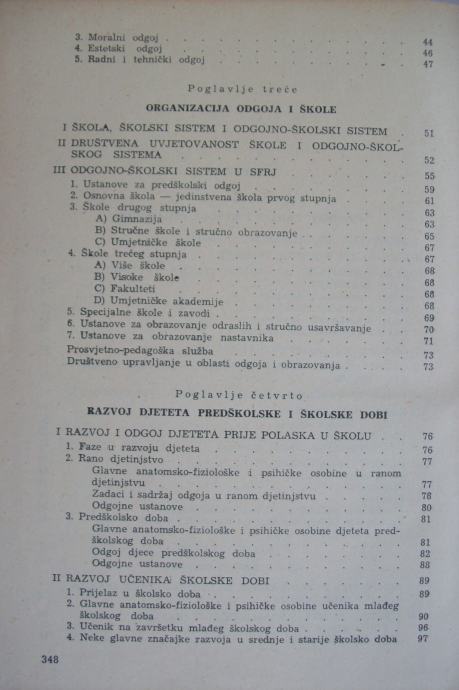 3. Moralni odgoj . . . . . . . . . . . . 44
4. Estetski odgoj . . . . . . . . . . . . 46
5. Radni i tehnički odgoj . . . . . . . . . . 47
Poglavlje treće
ORGANIZACIJA ODGOJA I ŠKOLE
I ŠKOLA, ŠKOLSKI SISTEM I ODGOJNO-ŠKOLSKI SISTEM . 51
II DRUŠTVENA UVJETOVANOST ŠKOLE I ODGOJNO-ŠKOL-
SKOG SISTEMA . . . . . . . . . . . . 52
III ODGOJNO-ŠKOLSKI SISTEM U SFRJ . . . . . . 55
1. Ustanove za predškolski odgoj . . . . . . . . 59
2. Osnovna škola — jedinstvena škola prvog stupnja . . . 61
3. Škole drugog stupnja . . . . . . . . . . 63
A) Gimnazija . . . . . . . . . . . . 63
B) Stručne škole i stručno obrazovanje . . . . . . 65
C) Umjetničke škole . . . . . . . . . . 67
4. Škole trećeg stupnja . . . . . . . . . . 67
A) Više škole . . . . . . . . . . . . 68
B) Visoke škole . . . . . . . . . . . 68
C) Fakulteti . . . . . . . . . . . . 68
D) Umjetničke akademije . . . . . . . . . 68
5. Specijalne škole i zavodi . . . . . . . . . 69
6. Ustanove za obrazovanje odraslih i stručno usavršavanje . . 70
7. Ustanove za obrazovanje nastavnika . . . . . . 71
Prosvjetno-pedagoška služba . . . . . . . . . 73
Društveno upravljanje u oblasti odgoja i obrazovanja . . . . 73
Poglavlje četvrto
RAZVOJ DJETETA PREDŠKOLSKE I ŠKOLSKE DOBI
I RAZVOJ I ODGOJ DJETETA PRIJE POLASKA U ŠKOLU . . 76
1. Faze u razvoju djeteta . . . . . . . . . . 76
2. Rano djetinjstvo . . . . . . . . . . . 77
Glavne anatomsko-fiziološke i psihičke osobine u ranom
djetinjstvu . . . . . . . . . . . . 77
Zadaci i sadržaj odgoja u ranom djetinjstvu . . . . . 78
Odgojne ustanove . . . . . . . . . . 80
3. Predškolsko doba . . . . . . . . . . . 81
Glavne anatomsko-fiziološke i psihičke osobine djeteta pred-
školskog doba . . . . . . . . . . . 81
Odgoj djece predškolskog doba . . . . . . . . 82
Odgojne ustanove . . . . . . . . . . 88
II RAZVOJ UČENIKA ŠKOLSKE DOBI . . . . . . . 89
1. Prijelaz u školsko doba . . . . . . . . . . 89
2. Glavne anatomsko-fiziološke i psihičke osobine učenika mlađeg
školskog doba . . . . . . . . . . . 90
3. Učenik na završetku mlađeg školskog doba . . . . . 96
4. Neke glavne značajke razvoja u srednje i starije školsko doba 97
348